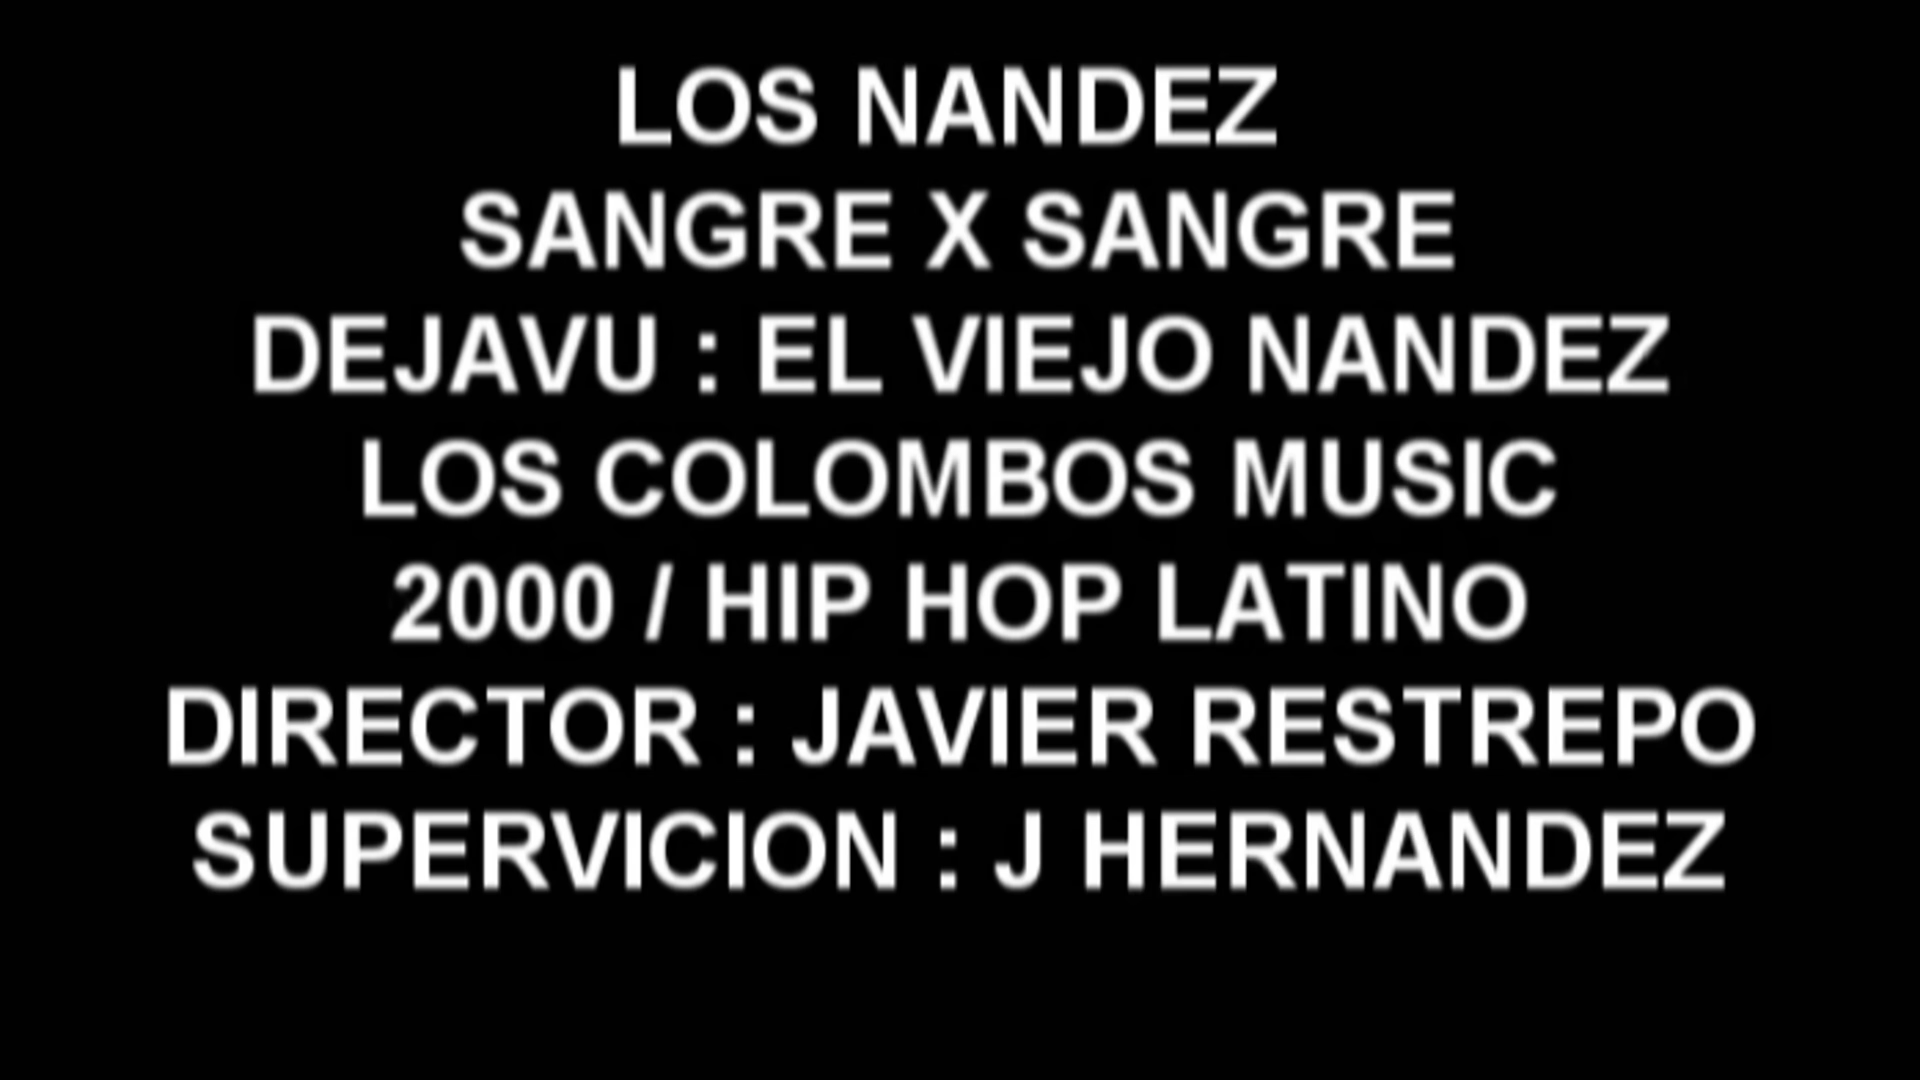 LOS NANDEZ
SANGRE X SANGRE
DEJAVU : EL VIEJO NANDEZ
LOS COLOMBOS MUSIC
2000 / HIP HOP LATINO
DIRECTOR : JAVIER RESTREPO
SUPERVICION : J HERNANDEZ